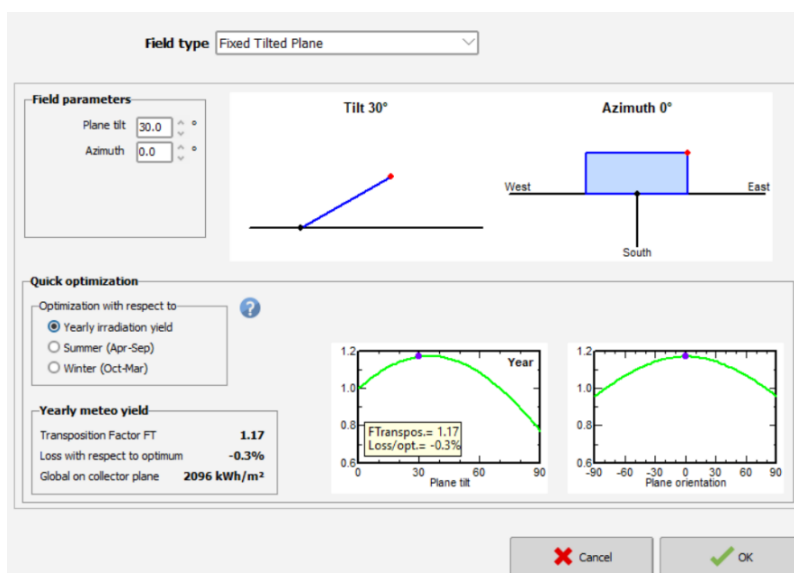 Field type Fixed Tilted Plane
Field parameters
Plane tilt 30.0 °
Azimuth 0.0 °
Tilt 30°
Azimuth 0°
West East
South
Quick optimization
Optimization with respect to
Yearly irradiation yield
Summer (Apr-Sep)
Winter (Oct-Mar)
?
Yearly meteo yield
Transposition Factor FT 1.17
Loss with respect to optimum -0.3%
Global on collector plane 2096 kWh/m²
1.2
1.0
0.8
0.6
Year
FTranspos.= 1.17
Loss/opt.= -0.3%
0 30 60 90
Plane tilt
1.2
1.0
0.8
0.6
-90 -60 -30 0 30 60 90
Plane orientation
Cancel
OK